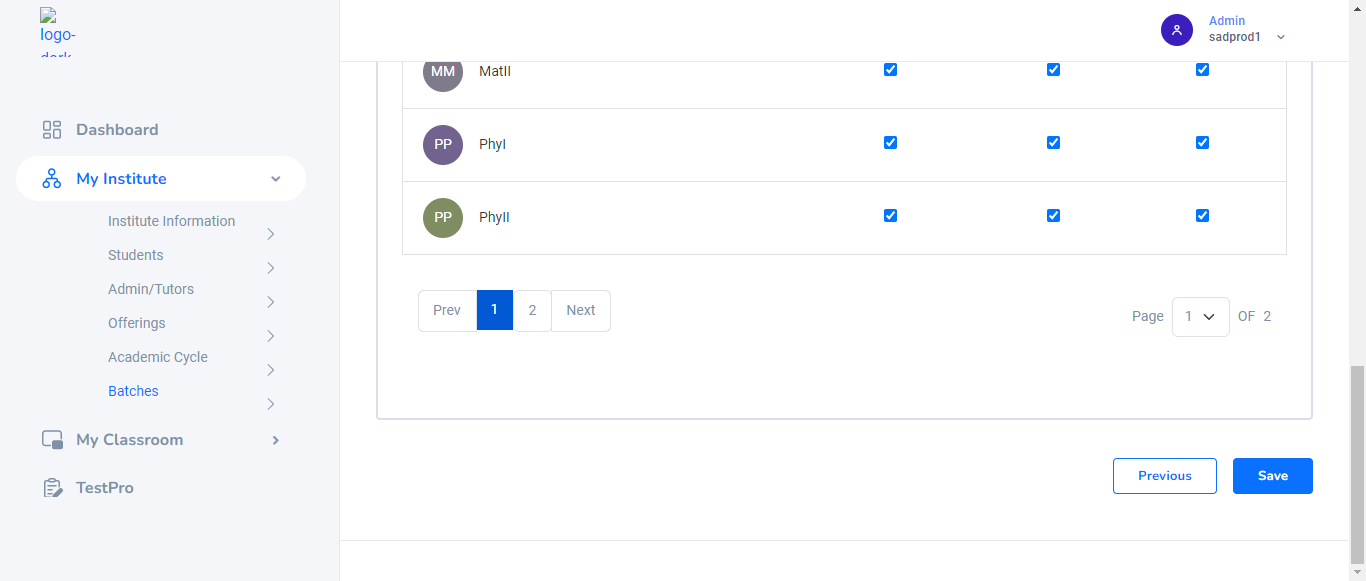 logo-
dark
Admin
sadprod1
Dashboard
My Institute
Institute Information
Students
Admin/Tutors
Offerings
Academic Cycle
Batches
My Classroom
TestPro
MM MatII
PP PhyI
PP PhyII
Prev 1 2 Next
Page 1 OF 2
Previous Save